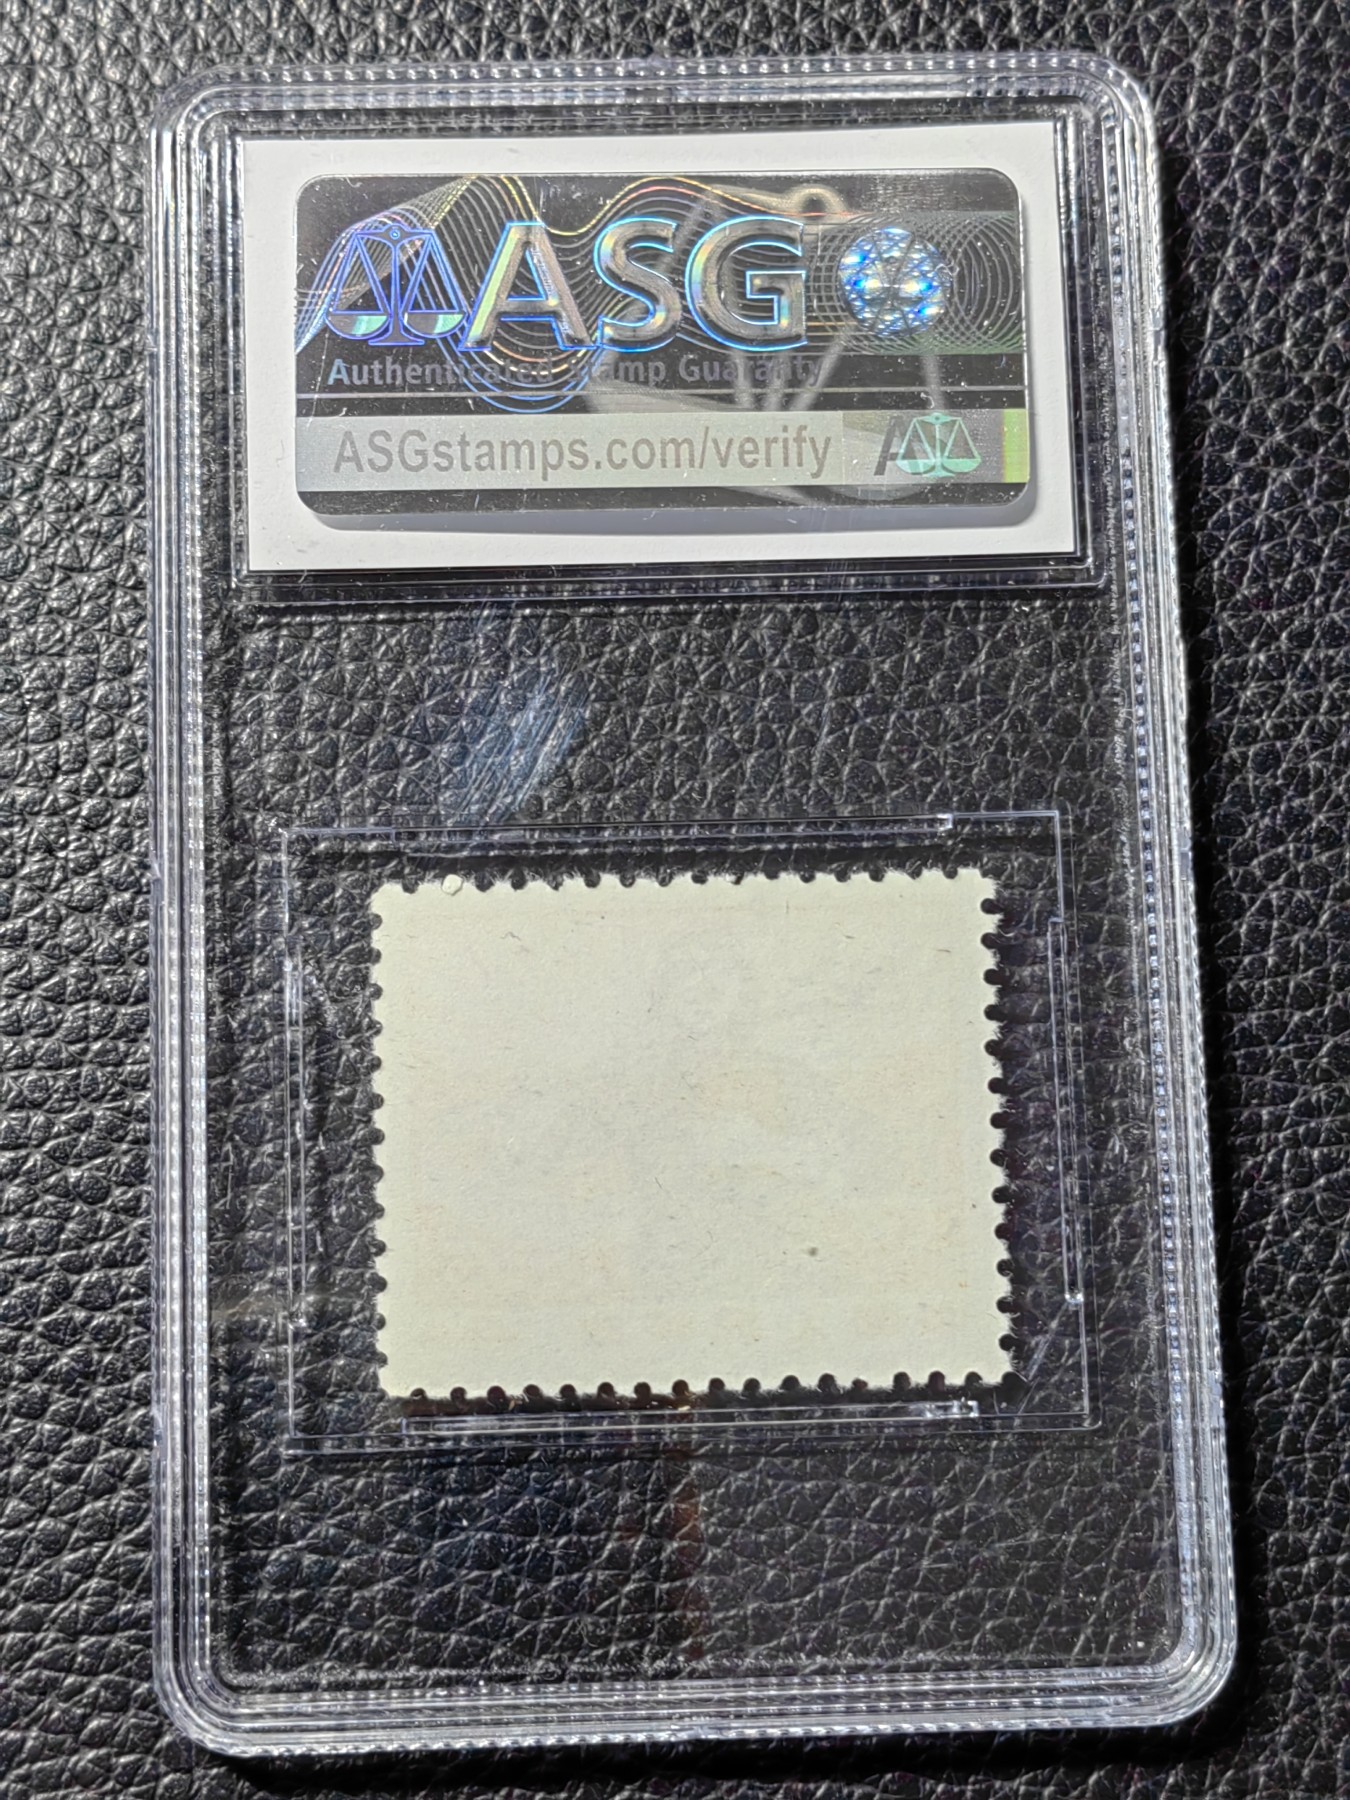 ASG
Authenticated Stamp Guaranty
ASGstamps.com/verify